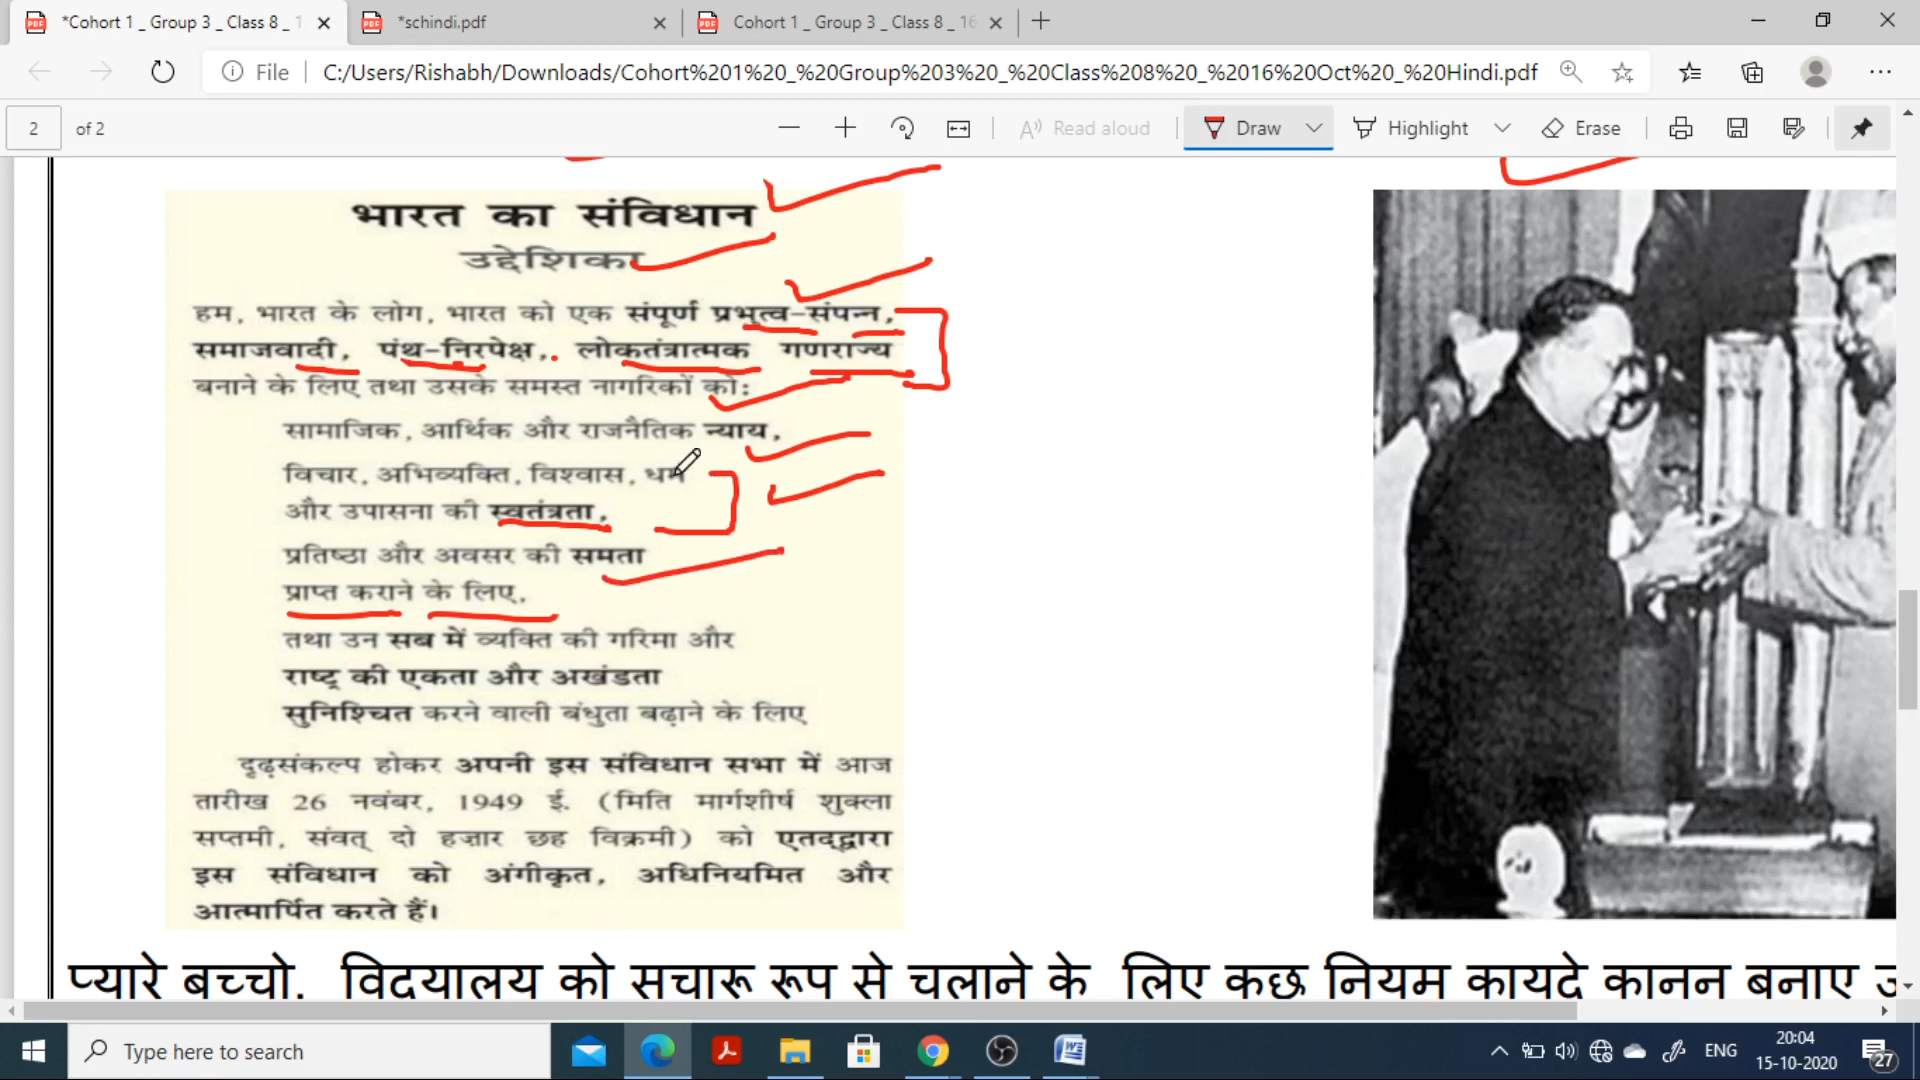 *Cohort 1 _ Group 3 _ Class 8 _ 1
*schindi.pdf
Cohort 1 _ Group 3 _ Class 8 _ 16
File
C:/Users/Rishabh/Downloads/Cohort%201%20_%20Group%203%20_%20Class%208%20_%2016%20Oct%20_%20Hindi.pdf
2 of 2
Read aloud
Draw
Highlight
Erase
भारत का संविधान
उद्देशिका
हम, भारत के लोग, भारत को एक संपूर्ण प्रभुत्व-संपन्न,
समाजवादी, पंथ-निरपेक्ष, लोकतंत्रात्मक गणराज्य
बनाने के लिए तथा उसके समस्त नागरिकों को:
सामाजिक, आर्थिक और राजनैतिक न्याय,
विचार, अभिव्यक्ति, विश्वास, धर्म
और उपासना की स्वतंत्रता,
प्रतिष्ठा और अवसर की समता
प्राप्त कराने के लिए,
तथा उन सब में व्यक्ति की गरिमा और
राष्ट्र की एकता और अखंडता
सुनिश्चित करने वाली बंधुता बढ़ाने के लिए
दृढ़संकल्प होकर अपनी इस संविधान सभा में आज
तारीख 26 नवंबर, 1949 ई. (मिति मार्गशीर्ष शुक्ला
सप्तमी, संवत् दो हज़ार छह विक्रमी) को एतद्द्वारा
इस संविधान को अंगीकृत, अधिनियमित और
आत्मार्पित करते हैं।
प्यारे बच्चो, विद्यालय को सुचारू रूप से चलाने के लिए कुछ नियम कायदे कानून बनाए
Type here to search
ENG
20:04
15-10-2020
27